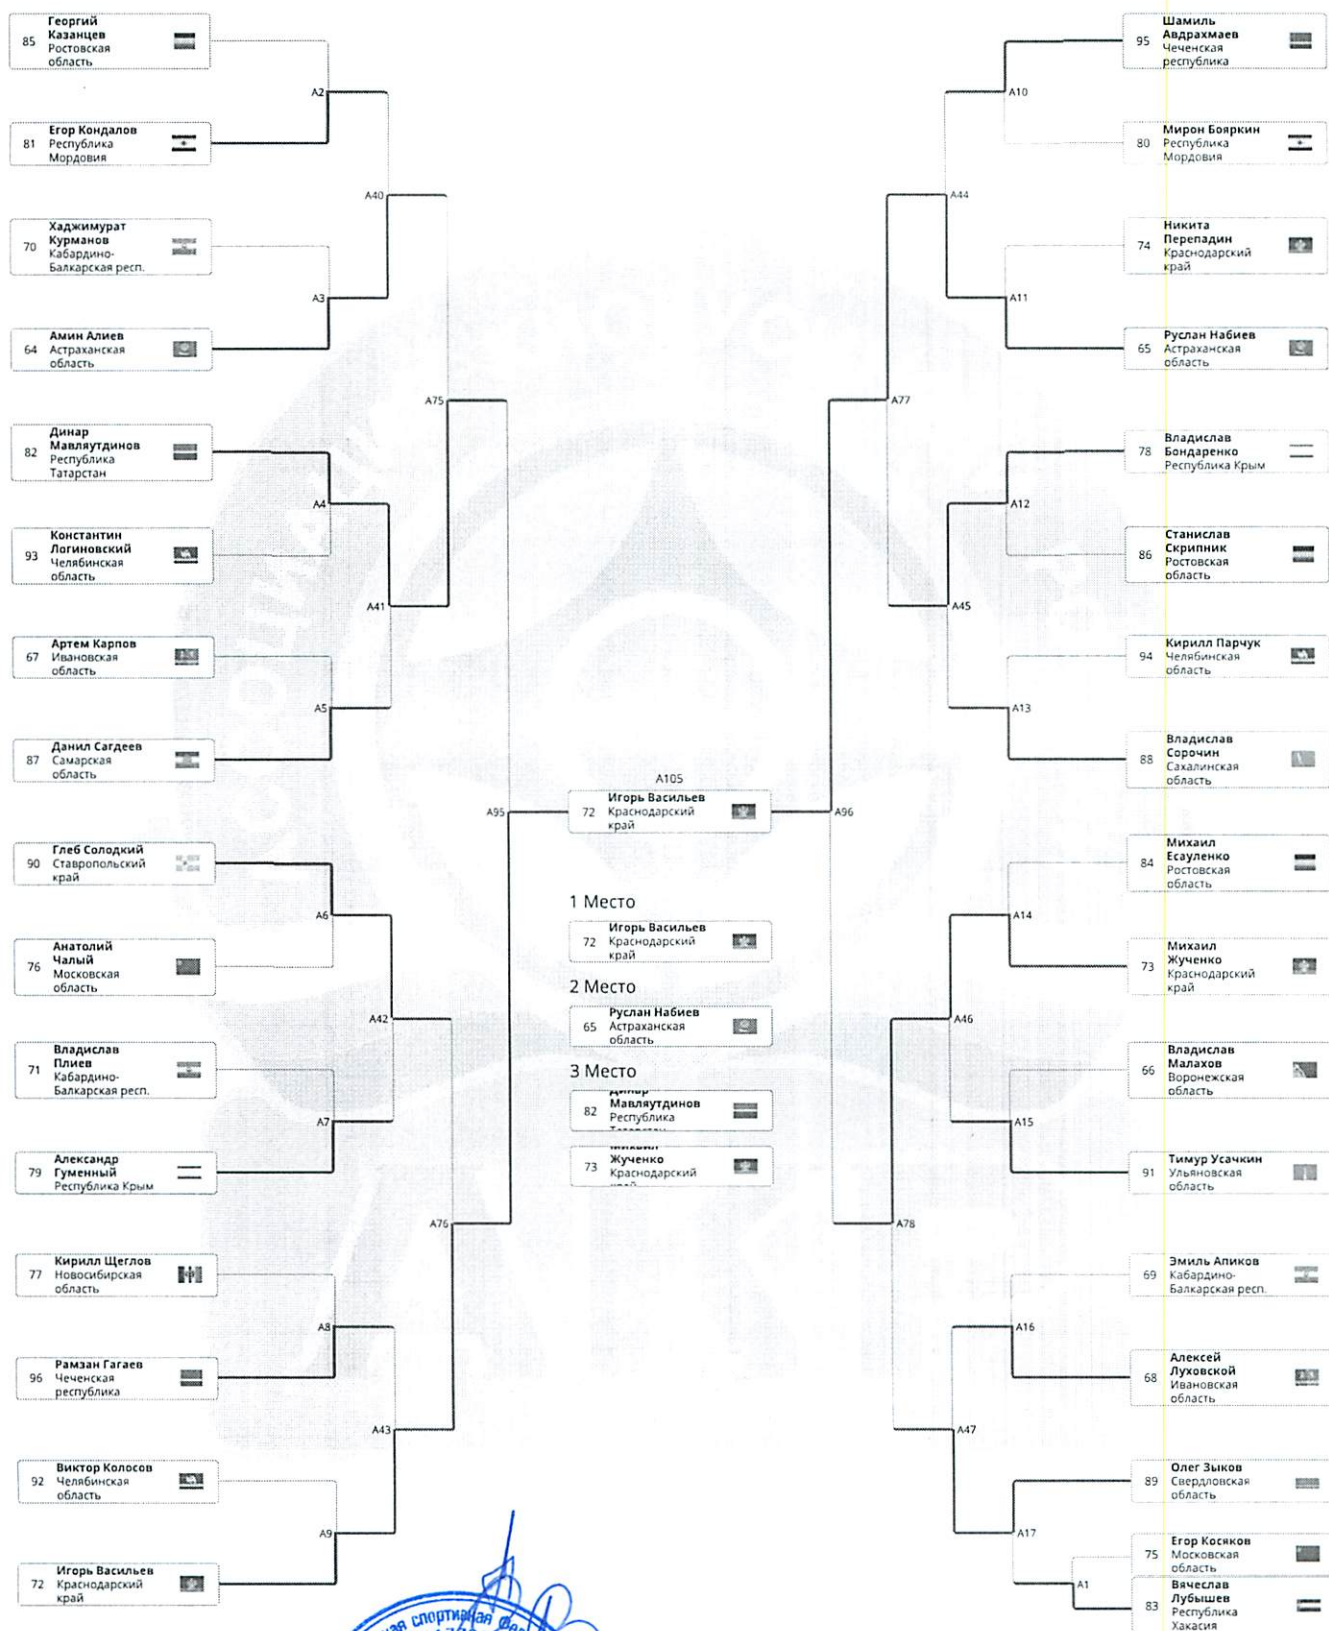 85
Георгий
Казанцев
Ростовская
область
A2
81
Егор Кондалов
Республика
Мордовия
A40
70
Хаджимурат
Курманов
Кабардино-
Балкарская респ.
A3
64
Амин Алиев
Астраханская
область
A75
82
Динар
Мавляутдинов
Республика
Татарстан
A4
93
Константин
Логиновский
Челябинская
область
A41
67
Артем Карпов
Ивановская
область
A5
87
Данил Сагдеев
Самарская
область
A95
90
Глеб Солодкий
Ставропольский
край
A6
76
Анатолий
Чалый
Московская
область
A42
71
Владислав
Плиев
Кабардино-
Балкарская респ.
A7
79
Александр
Гуменный
Республика Крым
A76
77
Кирилл Щеглов
Новосибирская
область
A8
96
Рамзан Гагаев
Чеченская
республика
A43
92
Виктор Колосов
Челябинская
область
A9
72
Игорь Васильев
Краснодарский
край
A105
72
Игорь Васильев
Краснодарский
край
1 Место
72
Игорь Васильев
Краснодарский
край
2 Место
65
Руслан Набиев
Астраханская
область
3 Место
82
Динар
Мавляутдинов
Республика
Татарстан
73
Михаил
Жученко
Краснодарский
край
95
Шамиль
Авдрахмаев
Чеченская
республика
A10
80
Мирон Бояркин
Республика
Мордовия
A44
74
Никита
Перепадин
Краснодарский
край
A11
65
Руслан Набиев
Астраханская
область
A77
78
Владислав
Бондаренко
Республика Крым
A12
86
Станислав
Скрипник
Ростовская
область
A45
94
Кирилл Парчук
Челябинская
область
A13
88
Владислав
Сорочин
Сахалинская
область
A96
84
Михаил
Есауленко
Ростовская
область
A14
73
Михаил
Жученко
Краснодарский
край
A46
66
Владислав
Малахов
Воронежская
область
A15
91
Тимур Усачкин
Ульяновская
область
A78
69
Эмиль Апиков
Кабардино-
Балкарская респ.
A16
68
Алексей
Луховской
Ивановская
область
A47
89
Олег Зыков
Свердловская
область
A17
75
Егор Косяков
Московская
область
A1
83
Вячеслав
Лубышев
Республика
Хакасия
спортивная